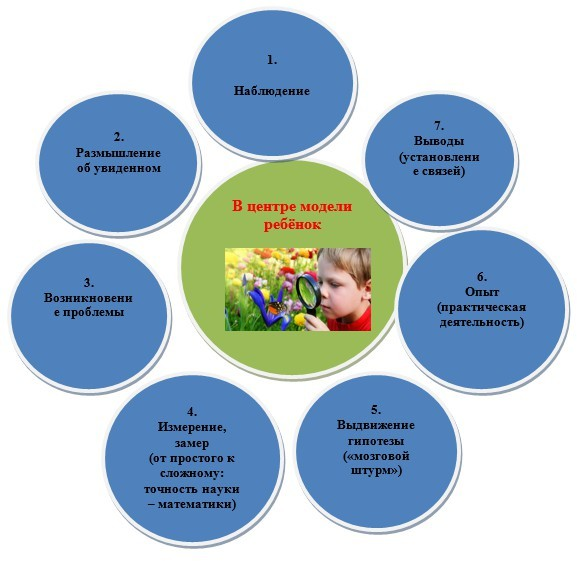 1.
Наблюдение
2.
Размышление
об увиденном
3.
Возникновени
е проблемы
4.
Измерение,
замер
(от простого к
сложному:
точность науки
– математики)
5.
Выдвижение
гипотезы
(«мозговой
штурм»)
6.
Опыт
(практическая
деятельность)
7.
Выводы
(установлени
е связей)
В центре модели
ребёнок